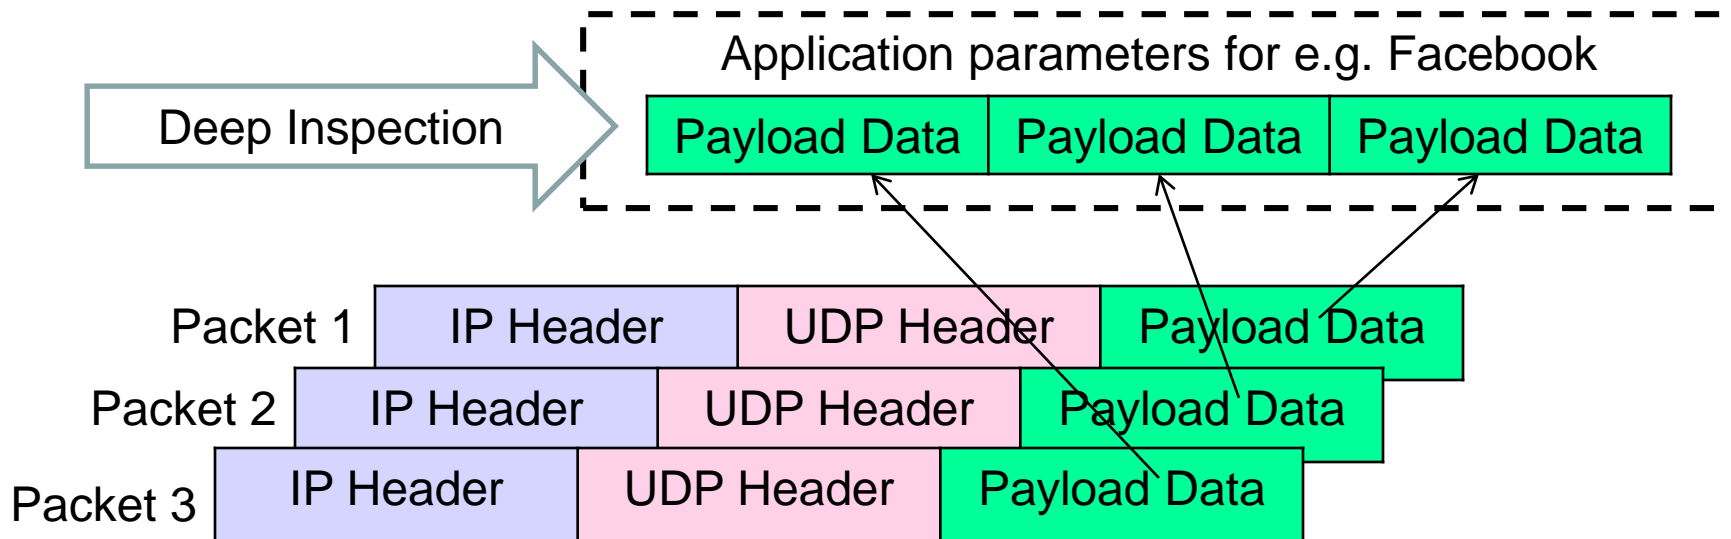 Application parameters for e.g. Facebook
Deep Inspection
Payload Data Payload Data Payload Data
Packet 1 IP Header UDP Header Payload Data
Packet 2 IP Header UDP Header Payload Data
Packet 3 IP Header UDP Header Payload Data